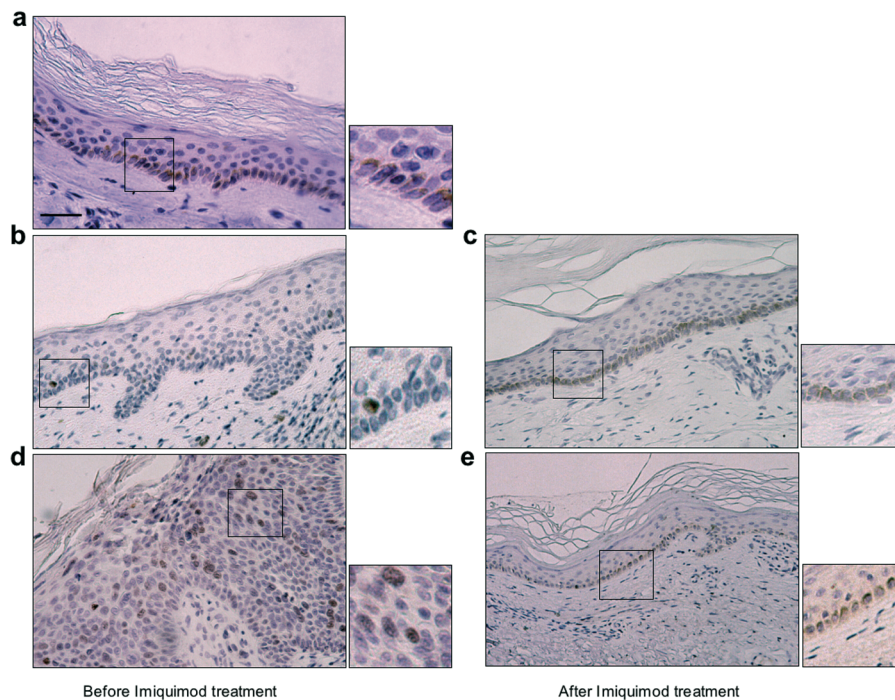 a
b
c
d
e
Before Imiquimod treatment
After Imiquimod treatment